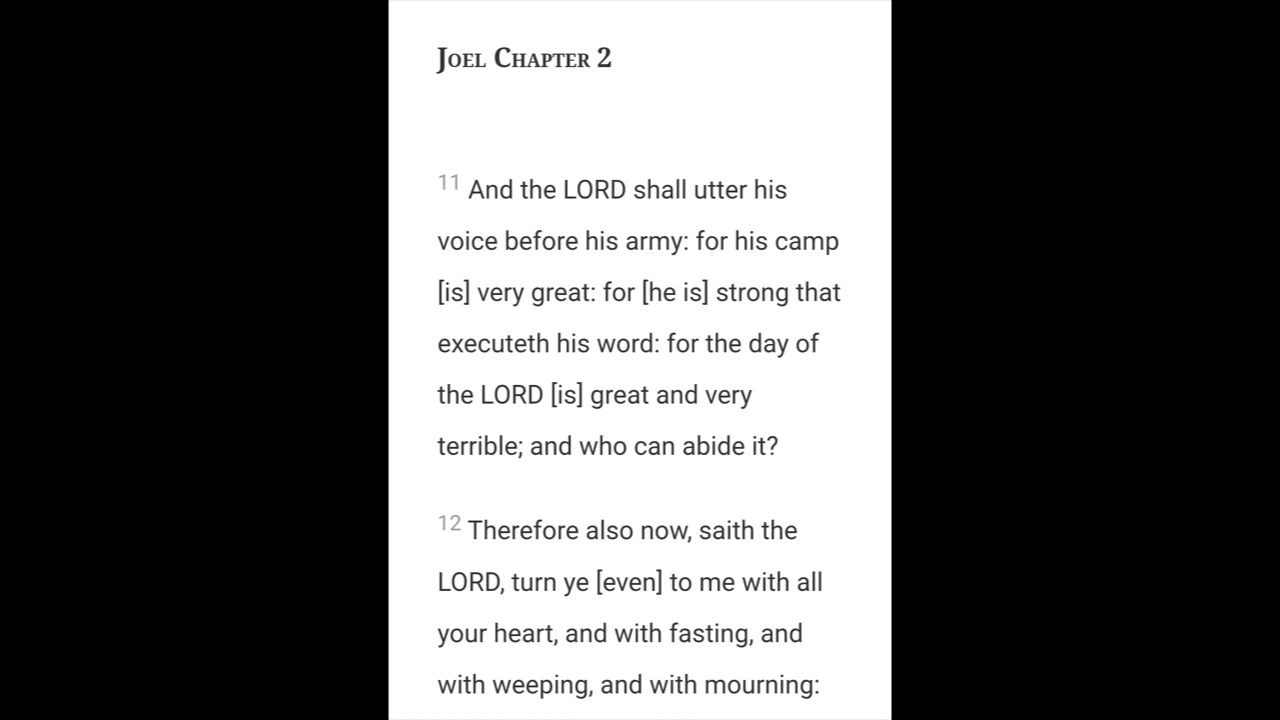 Joel Chapter 2
11 And the LORD shall utter his
voice before his army: for his camp
[is] very great: for [he is] strong that
executeth his word: for the day of
the LORD [is] great and very
terrible; and who can abide it?
12 Therefore also now, saith the
LORD, turn ye [even] to me with all
your heart, and with fasting, and
with weeping, and with mourning: